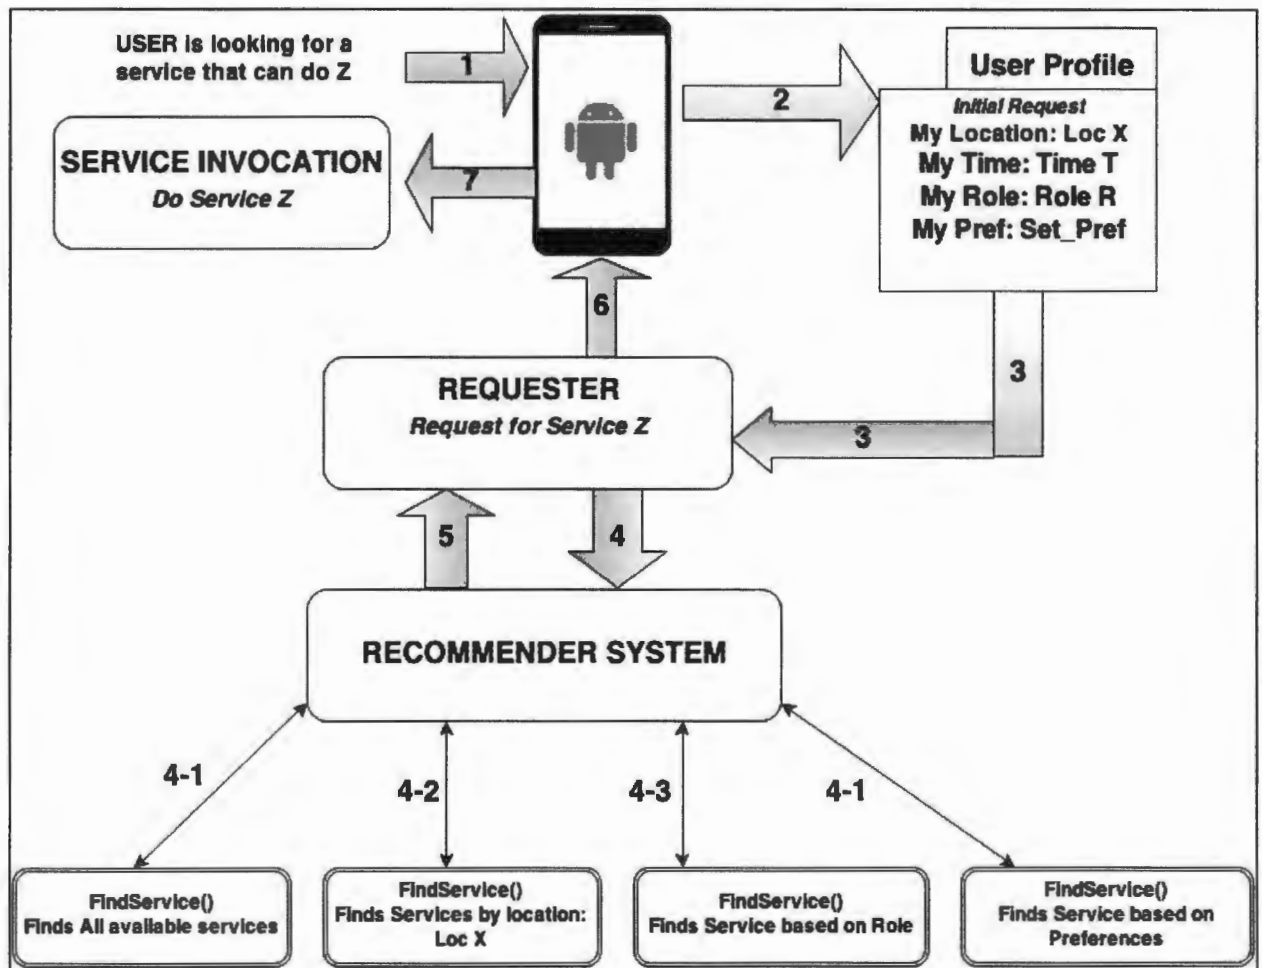 USER is looking for a
service that can do Z
1
2
User Profile
Initial Request
My Location: Loc X
My Time: Time T
My Role: Role R
My Pref: Set_Pref
SERVICE INVOCATION
Do Service Z
7
6
3
REQUESTER
Request for Service Z
3
5
4
RECOMMENDER SYSTEM
4-1
4-2
4-3
4-1
FindService()
Finds All available services
FindService()
Finds Services by location:
Loc X
FindService()
Finds Service based on Role
FindService()
Finds Service based on
Preferences